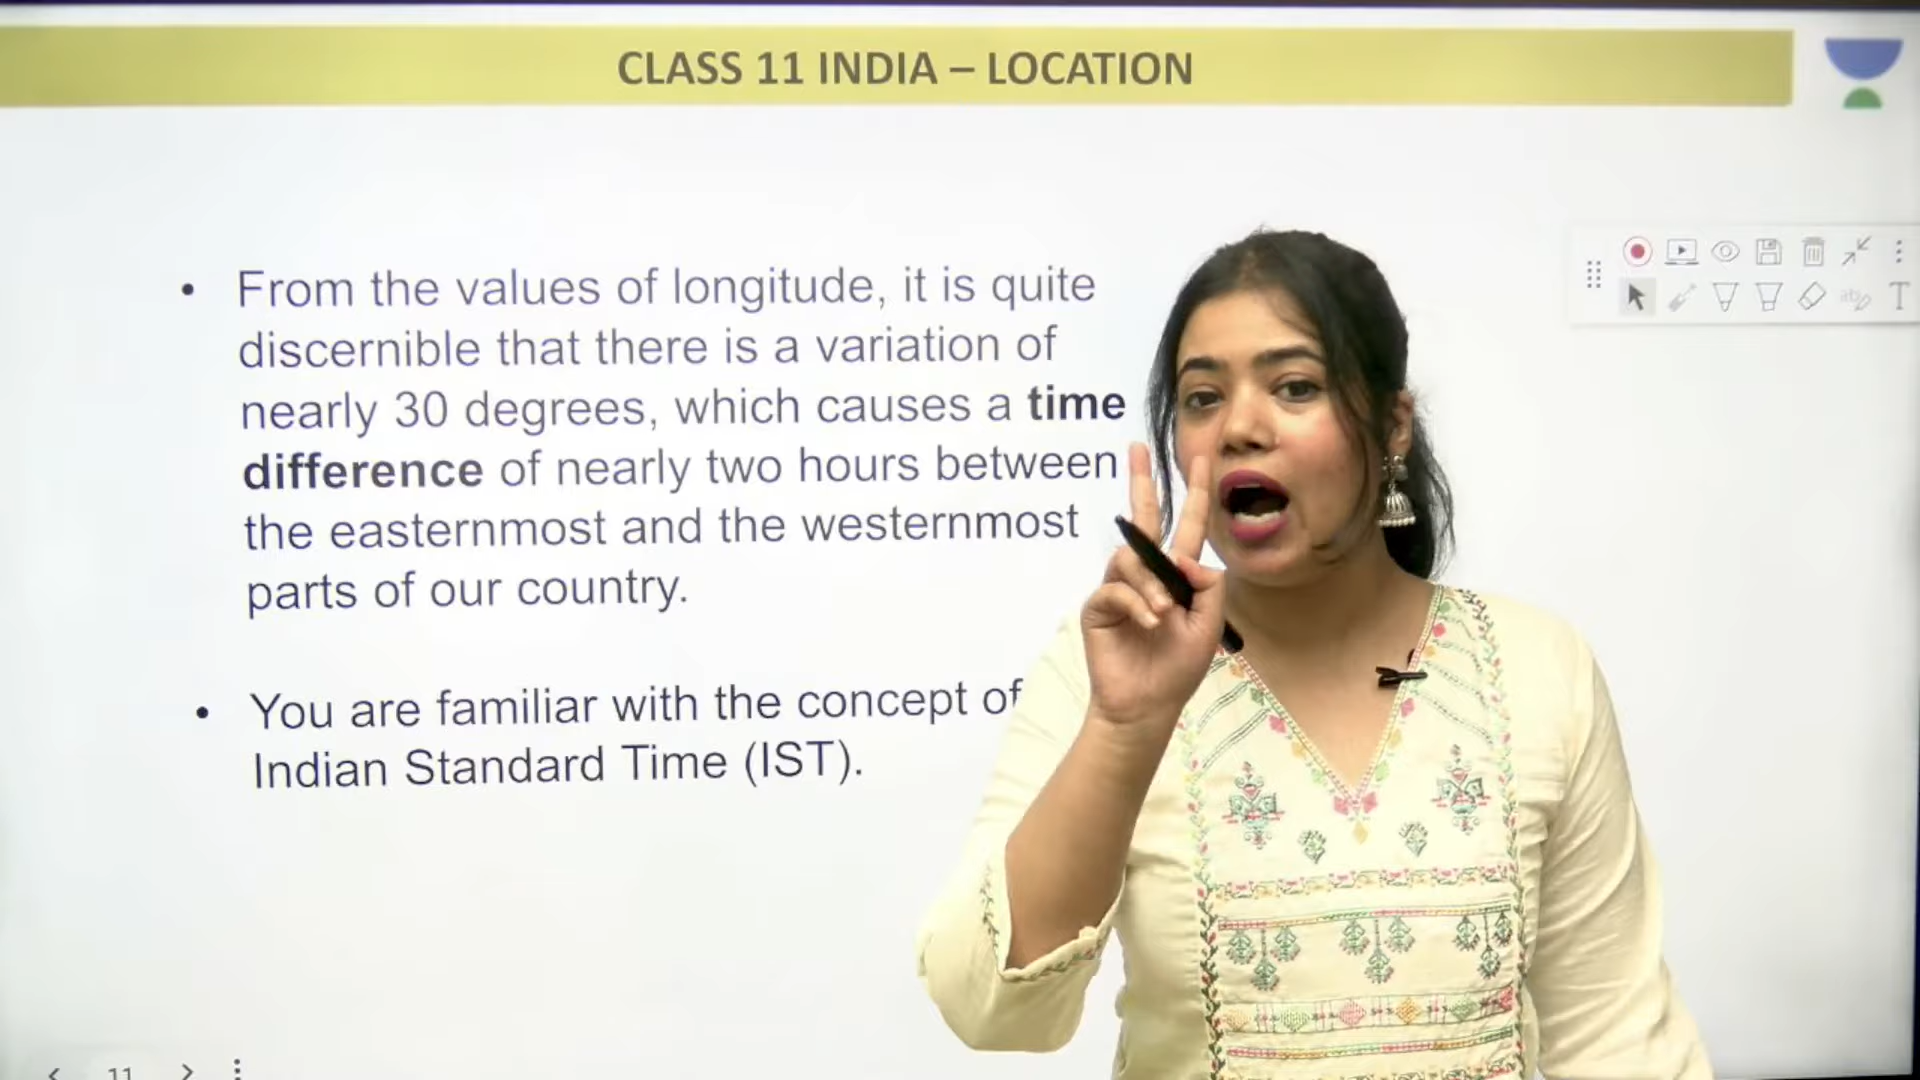 CLASS 11 INDIA – LOCATION
• From the values of longitude, it is quite
discernible that there is a variation of
nearly 30 degrees, which causes a time
difference of nearly two hours between
the easternmost and the westernmost
parts of our country.
• You are familiar with the concept of
Indian Standard Time (IST).
ab
T
11